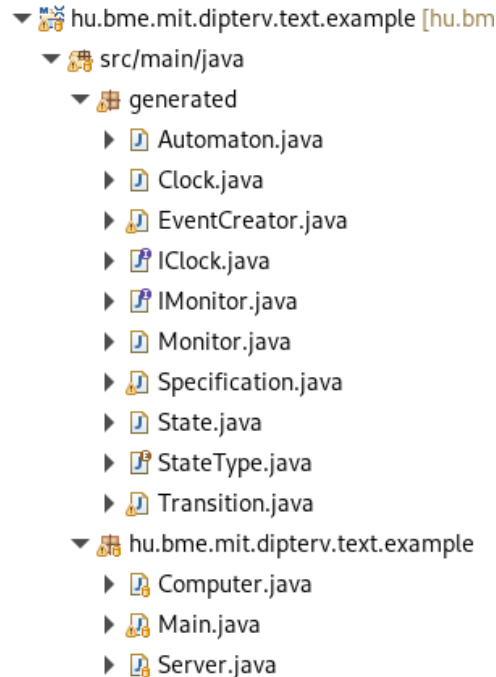 hu.bme.mit.dipterv.text.example [hu.bm
src/main/java
generated
Automaton.java
Clock.java
EventCreator.java
IClock.java
IMonitor.java
Monitor.java
Specification.java
State.java
StateType.java
Transition.java
hu.bme.mit.dipterv.text.example
Computer.java
Main.java
Server.java